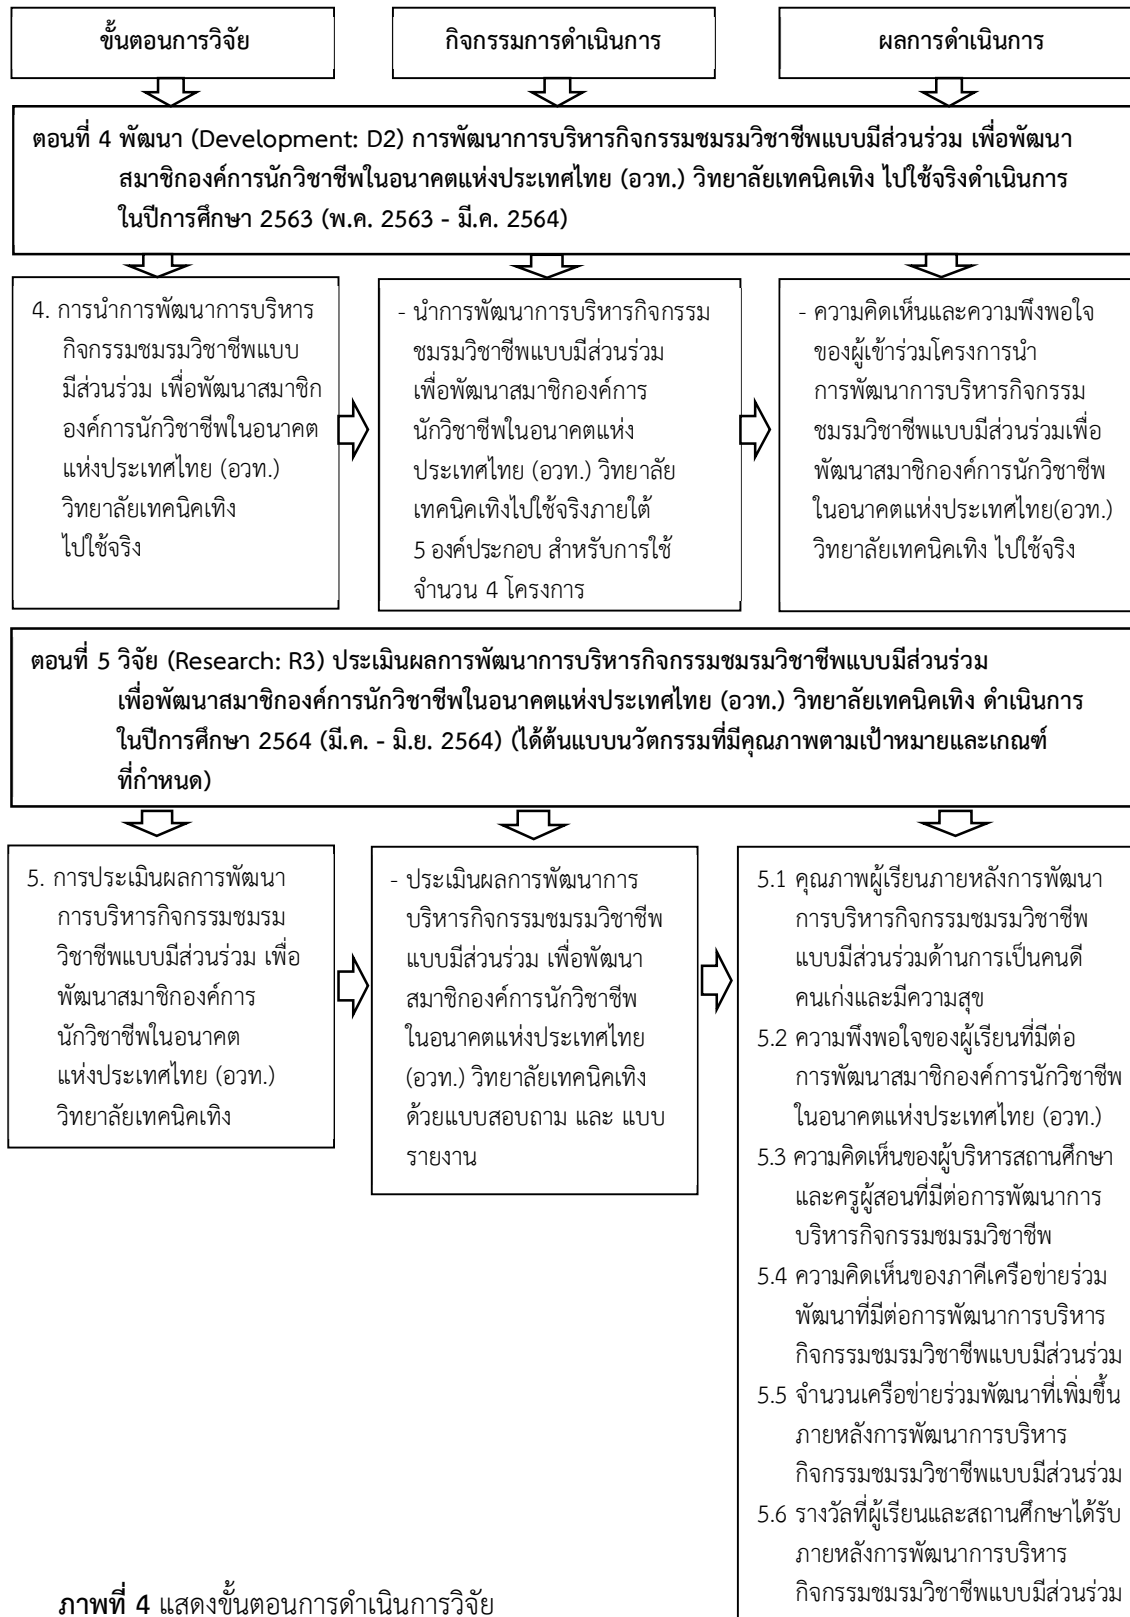 ขั้นตอนการวิจัย
กิจกรรมการดำเนินการ
ผลการดำเนินการ
ตอนที่ 4 พัฒนา (Development: D2) การพัฒนาการบริหารกิจกรรมชมรมวิชาชีพแบบมีส่วนร่วม เพื่อพัฒนา
สมาชิกองค์การนักวิชาชีพในอนาคตแห่งประเทศไทย (อวท.) วิทยาลัยเทคนิคเทิง ไปใช้จริงดำเนินการ
ในปีการศึกษา 2563 (พ.ค. 2563 - มี.ค. 2564)
4. การนำการพัฒนาการบริหาร
กิจกรรมชมรมวิชาชีพแบบ
มีส่วนร่วม เพื่อพัฒนาสมาชิก
องค์การนักวิชาชีพในอนาคต
แห่งประเทศไทย (อวท.)
วิทยาลัยเทคนิคเทิง
ไปใช้จริง
- นำการพัฒนาการบริหารกิจกรรม
ชมรมวิชาชีพแบบมีส่วนร่วม
เพื่อพัฒนาสมาชิกองค์การ
นักวิชาชีพในอนาคตแห่ง
ประเทศไทย (อวท.) วิทยาลัย
เทคนิคเทิงไปใช้จริงภายใต้
5 องค์ประกอบ สำหรับการใช้
จำนวน 4 โครงการ
- ความคิดเห็นและความพึงพอใจ
ของผู้เข้าร่วมโครงการนำ
การพัฒนาการบริหารกิจกรรม
ชมรมวิชาชีพแบบมีส่วนร่วมเพื่อ
พัฒนาสมาชิกองค์การนักวิชาชีพ
ในอนาคตแห่งประเทศไทย(อวท.)
วิทยาลัยเทคนิคเทิง ไปใช้จริง
ตอนที่ 5 วิจัย (Research: R3) ประเมินผลการพัฒนาการบริหารกิจกรรมชมรมวิชาชีพแบบมีส่วนร่วม
เพื่อพัฒนาสมาชิกองค์การนักวิชาชีพในอนาคตแห่งประเทศไทย (อวท.) วิทยาลัยเทคนิคเทิง ดำเนินการ
ในปีการศึกษา 2564 (มี.ค. - มิ.ย. 2564) (ได้ต้นแบบนวัตกรรมที่มีคุณภาพตามเป้าหมายและเกณฑ์
ที่กำหนด)
5. การประเมินผลการพัฒนา
การบริหารกิจกรรมชมรม
วิชาชีพแบบมีส่วนร่วม เพื่อ
พัฒนาสมาชิกองค์การ
นักวิชาชีพในอนาคต
แห่งประเทศไทย (อวท.)
วิทยาลัยเทคนิคเทิง
- ประเมินผลการพัฒนาการ
บริหารกิจกรรมชมรมวิชาชีพ
แบบมีส่วนร่วม เพื่อพัฒนา
สมาชิกองค์การนักวิชาชีพ
ในอนาคตแห่งประเทศไทย
(อวท.) วิทยาลัยเทคนิคเทิง
ด้วยแบบสอบถาม และ แบบ
รายงาน
5.1 คุณภาพผู้เรียนภายหลังการพัฒนา
การบริหารกิจกรรมชมรมวิชาชีพ
แบบมีส่วนร่วมด้านการเป็นคนดี
คนเก่งและมีความสุข
5.2 ความพึงพอใจของผู้เรียนที่มีต่อ
การพัฒนาสมาชิกองค์การนักวิชาชีพ
ในอนาคตแห่งประเทศไทย (อวท.)
5.3 ความคิดเห็นของผู้บริหารสถานศึกษา
และครูผู้สอนที่มีต่อการพัฒนาการ
บริหารกิจกรรมชมรมวิชาชีพ
5.4 ความคิดเห็นของภาคีเครือข่ายร่วม
พัฒนาที่มีต่อการพัฒนาการบริหาร
กิจกรรมชมรมวิชาชีพแบบมีส่วนร่วม
5.5 จำนวนเครือข่ายร่วมพัฒนาที่เพิ่มขึ้น
ภายหลังการพัฒนาการบริหาร
กิจกรรมชมรมวิชาชีพแบบมีส่วนร่วม
5.6 รางวัลที่ผู้เรียนและสถานศึกษาได้รับ
ภายหลังการพัฒนาการบริหาร
กิจกรรมชมรมวิชาชีพแบบมีส่วนร่วม
ภาพที่ 4 แสดงขั้นตอนการดำเนินการวิจัย